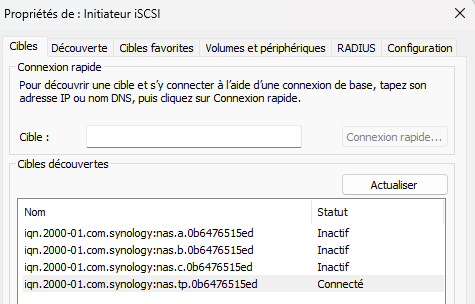 Propriétés de : Initiateur iSCSI
Cibles Découverte Cibles favorites Volumes et périphériques RADIUS Configuration
Connexion rapide
Pour découvrir une cible et s'y connecter à l'aide d'une connexion de base, tapez son
adresse IP ou nom DNS, puis cliquez sur Connexion rapide.
Cible : Connexion rapide...
Cibles découvertes
Actualiser
Nom Statut
iqn.2000-01.com.synology:nas.a.0b6476515ed Inactif
iqn.2000-01.com.synology:nas.b.0b6476515ed Inactif
iqn.2000-01.com.synology:nas.c.0b6476515ed Inactif
iqn.2000-01.com.synology:nas.tp.0b6476515ed Connecté